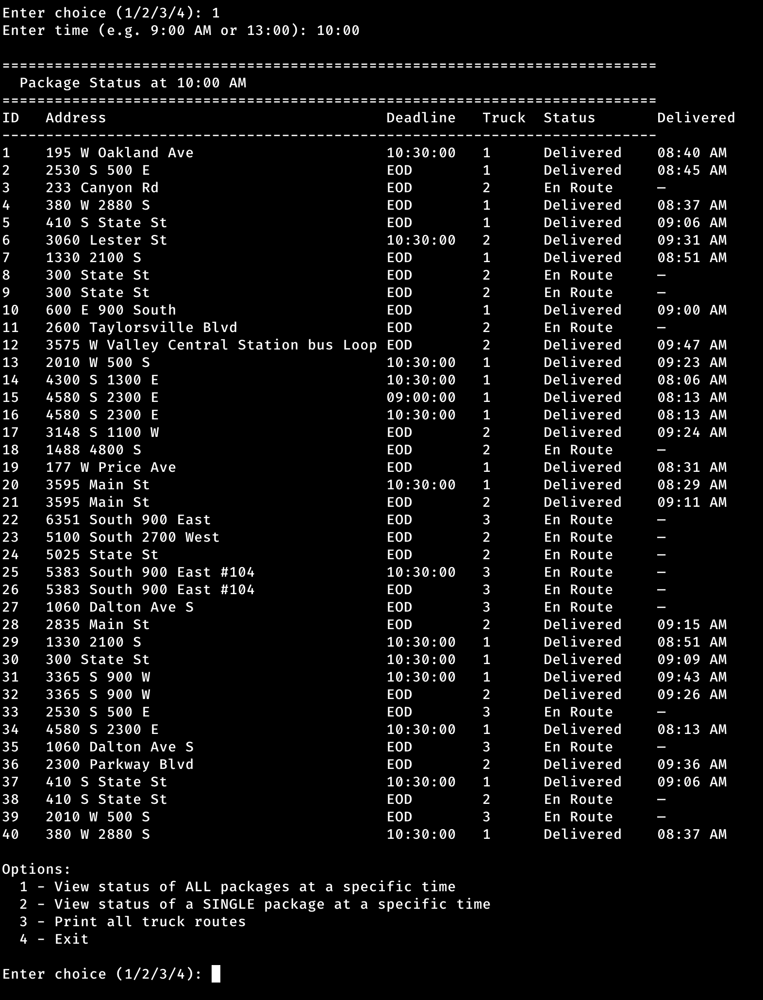 Enter choice (1/2/3/4): 1
Enter time (e.g. 9:00 AM or 13:00): 10:00
===========================================================================
  Package Status at 10:00 AM
===========================================================================
ID   Address                                Deadline   Truck  Status       Delivered
---------------------------------------------------------------------------
1    195 W Oakland Ave                      10:30:00   1      Delivered    08:40 AM
2    2530 S 500 E                           EOD        1      Delivered    08:45 AM
3    233 Canyon Rd                          EOD        2      En Route     —
4    380 W 2880 S                           EOD        1      Delivered    08:37 AM
5    410 S State St                         EOD        1      Delivered    09:06 AM
6    3060 Lester St                         10:30:00   2      Delivered    09:31 AM
7    1330 2100 S                            EOD        1      Delivered    08:51 AM
8    300 State St                           EOD        2      En Route     —
9    300 State St                           EOD        2      En Route     —
10   600 E 900 South                        EOD        1      Delivered    09:00 AM
11   2600 Taylorsville Blvd                 EOD        2      En Route     —
12   3575 W Valley Central Station bus Loop EOD        2      Delivered    09:47 AM
13   2010 W 500 S                           10:30:00   1      Delivered    09:23 AM
14   4300 S 1300 E                          10:30:00   1      Delivered    08:06 AM
15   4580 S 2300 E                          09:00:00   1      Delivered    08:13 AM
16   4580 S 2300 E                          10:30:00   1      Delivered    08:13 AM
17   3148 S 1100 W                          EOD        2      Delivered    09:24 AM
18   1488 4800 S                            EOD        2      En Route     —
19   177 W Price Ave                        EOD        1      Delivered    08:31 AM
20   3595 Main St                           10:30:00   1      Delivered    08:29 AM
21   3595 Main St                           EOD        2      Delivered    09:11 AM
22   6351 South 900 East                    EOD        3      En Route     —
23   5100 South 2700 West                   EOD        2      En Route     —
24   5025 State St                          EOD        2      En Route     —
25   5383 South 900 East #104               10:30:00   3      En Route     —
26   5383 South 900 East #104               EOD        3      En Route     —
27   1060 Dalton Ave S                      EOD        3      En Route     —
28   2835 Main St                           EOD        2      Delivered    09:15 AM
29   1330 2100 S                            10:30:00   1      Delivered    08:51 AM
30   300 State St                           10:30:00   1      Delivered    09:09 AM
31   3365 S 900 W                           10:30:00   1      Delivered    09:43 AM
32   3365 S 900 W                           EOD        2      Delivered    09:26 AM
33   2530 S 500 E                           EOD        3      En Route     —
34   4580 S 2300 E                          10:30:00   1      Delivered    08:13 AM
35   1060 Dalton Ave S                      EOD        3      En Route     —
36   2300 Parkway Blvd                      EOD        2      Delivered    09:36 AM
37   410 S State St                         10:30:00   1      Delivered    09:06 AM
38   410 S State St                         EOD        2      En Route     —
39   2010 W 500 S                           EOD        3      En Route     —
40   380 W 2880 S                           10:30:00   1      Delivered    08:37 AM
Options:
  1 - View status of ALL packages at a specific time
  2 - View status of a SINGLE package at a specific time
  3 - Print all truck routes
  4 - Exit
Enter choice (1/2/3/4):